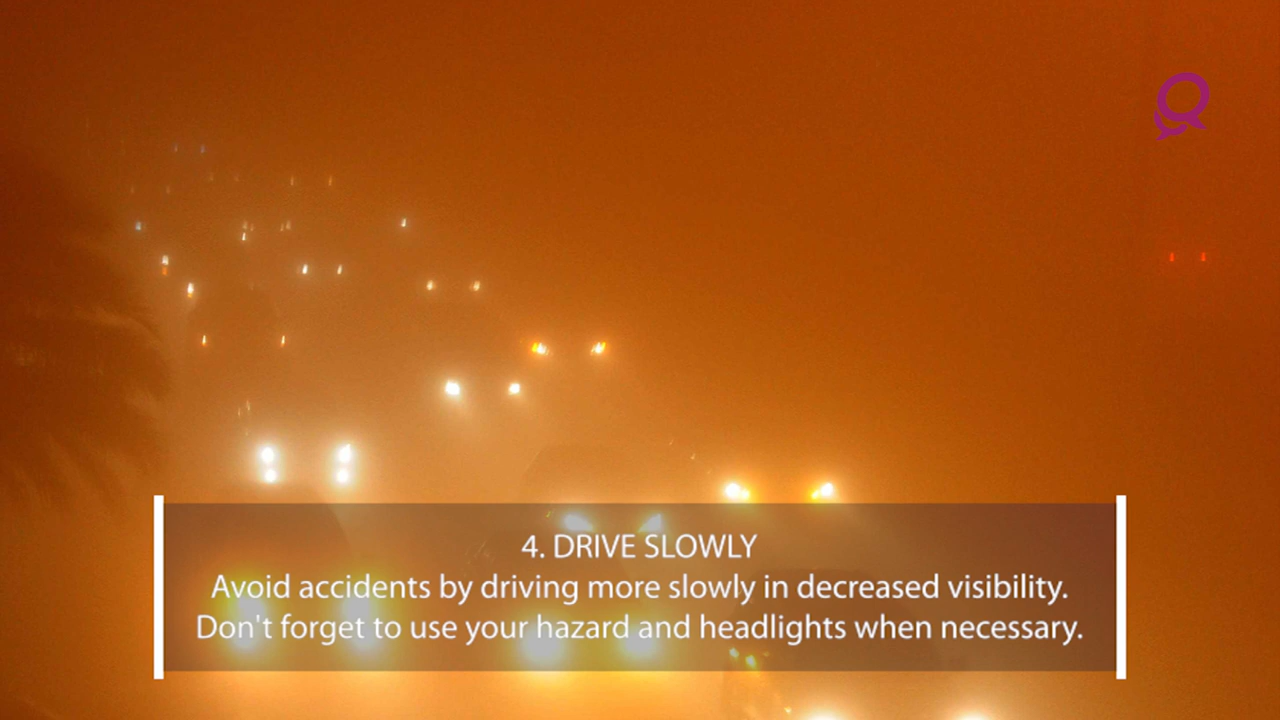 4. DRIVE SLOWLY
Avoid accidents by driving more slowly in decreased visibility.
Don't forget to use your hazard and headlights when necessary.